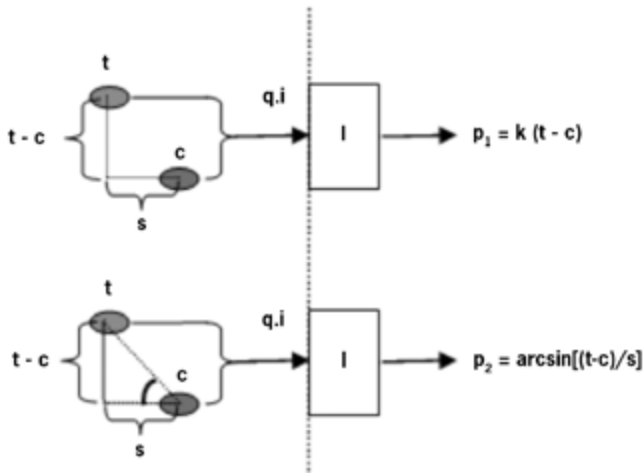 t
t - c
c
s
q.i
I
p₁ = k (t - c)
t
t - c
c
s
q.i
I
p₂ = arcsin[(t-c)/s]